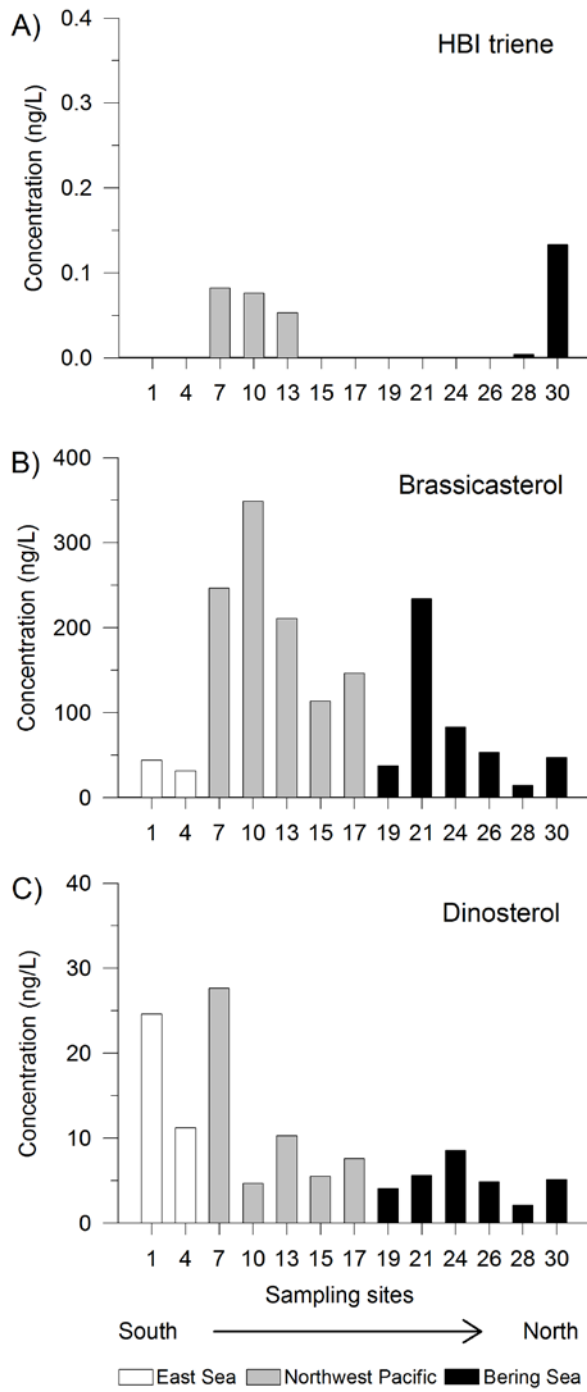 A)
HBI triene
Concentration (ng/L)
0.4
0.3
0.2
0.1
0.0
1 4 7 10 13 15 17 19 21 24 26 28 30
B)
Brassicasterol
Concentration (ng/L)
400
300
200
100
0
1 4 7 10 13 15 17 19 21 24 26 28 30
C)
Dinosterol
Concentration (ng/L)
40
30
20
10
0
1 4 7 10 13 15 17 19 21 24 26 28 30
Sampling sites
South North
East Sea Northwest Pacific Bering Sea